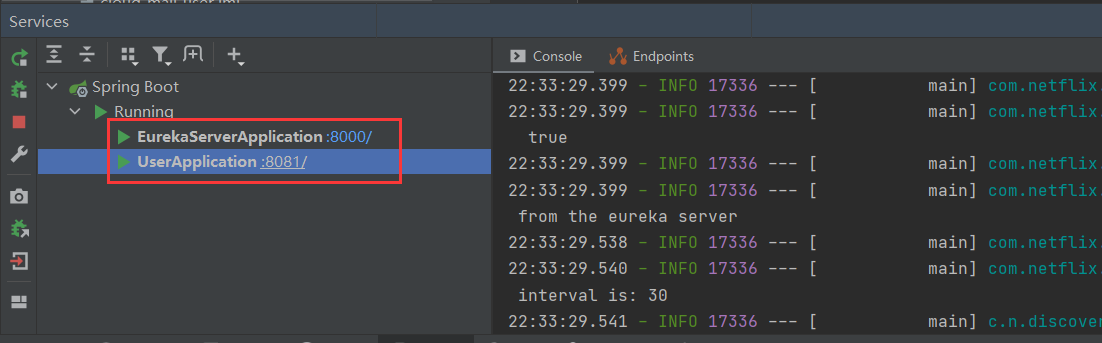 Services
Console Endpoints
Spring Boot
Running
EurekaServerApplication :8000/
UserApplication :8081/
22:33:29.399 - INFO 17336 --- [ main] com.netflix.
22:33:29.399 - INFO 17336 --- [ main] com.netflix.
true
22:33:29.399 - INFO 17336 --- [ main] com.netflix.
22:33:29.399 - INFO 17336 --- [ main] com.netflix.
from the eureka server
22:33:29.538 - INFO 17336 --- [ main] com.netflix.
22:33:29.540 - INFO 17336 --- [ main] com.netflix.
interval is: 30
22:33:29.541 - INFO 17336 --- [ main] c.n.discover